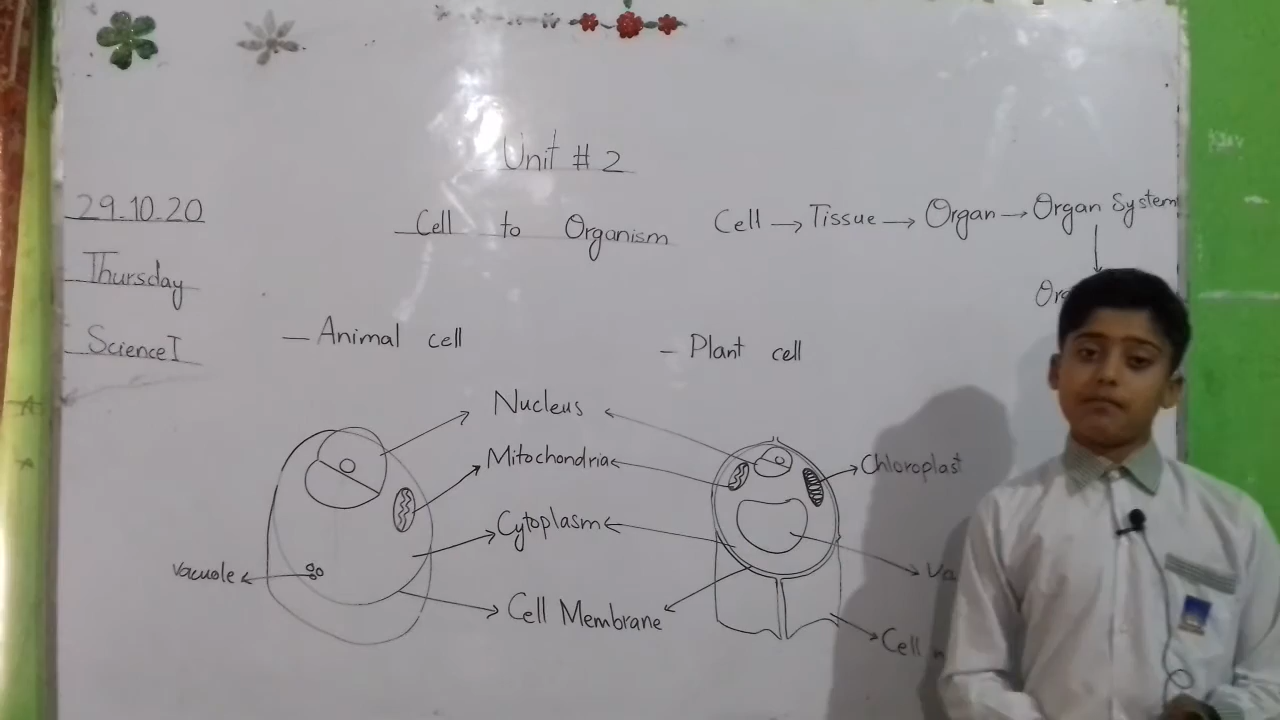 Unit # 2
29-10-20
Cell to Organism
Cell → Tissue → Organ → Organ System
Thursday
Science I
— Animal cell
- Plant cell
Nucleus
Mitochondria
Chloroplast
Cytoplasm
Vacuole
Cell Membrane
Cell